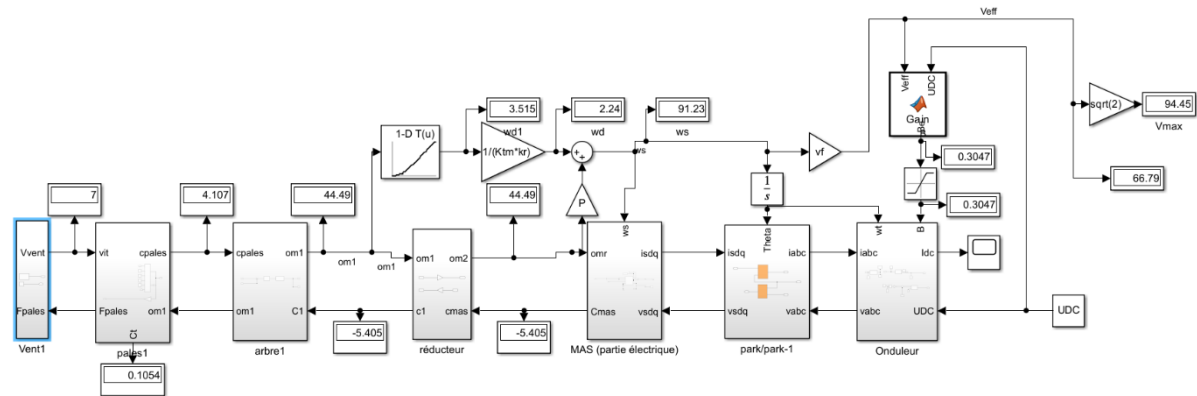 Veff
Veff
UDC
Gain
Be
sqrt(2)
94.45
Vmax
3.515
wd1
2.24
wd
91.23
ws
1-D T(u)
1/(Ktm*kr)
ws
vf
0.3047
66.79
7
4.107
44.49
44.49
P
1
s
0.3047
Vvent
Fpales
Vent1
vit
cpales
Fpales
om1
Ct
pales1
0.1054
cpales
om1
om1
C1
arbre1
om1
om1
om1
om2
c1
cmas
réducteur
-5.405
-5.405
ws
omr
isdq
Cmas
vsdq
MAS (partie électrique)
Theta
isdq
iabc
vsdq
vabc
park/park-1
wt
B
iabc
Idc
vabc
UDC
Onduleur
UDC